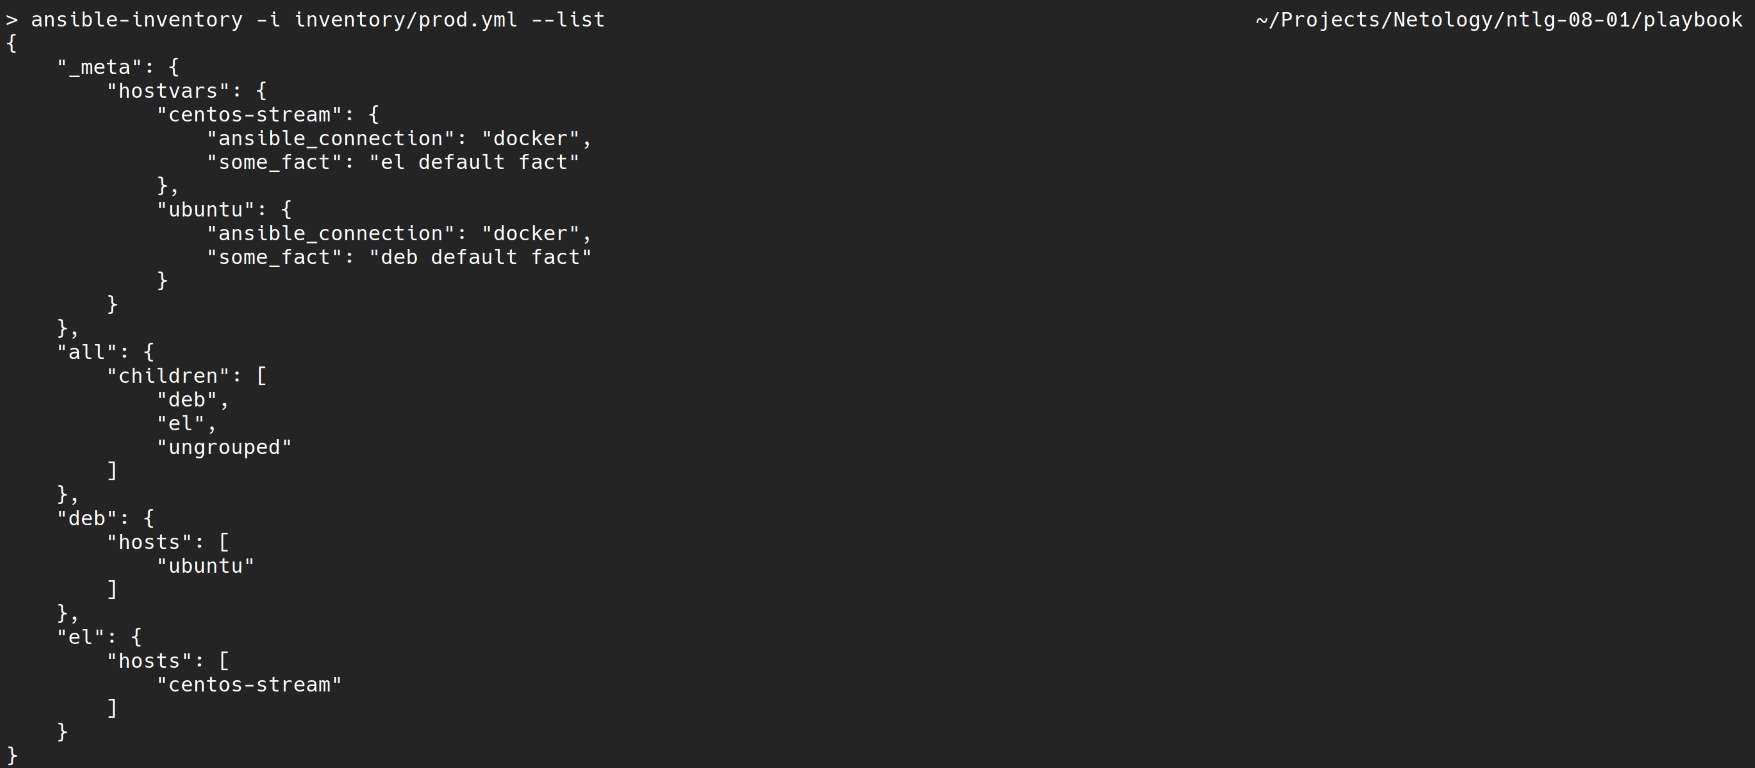 > ansible-inventory -i inventory/prod.yml --list ~/Projects/Netology/ntlg-08-01/playbook
{
    "_meta": {
        "hostvars": {
            "centos-stream": {
                "ansible_connection": "docker",
                "some_fact": "el default fact"
            },
            "ubuntu": {
                "ansible_connection": "docker",
                "some_fact": "deb default fact"
            }
        }
    },
    "all": {
        "children": [
            "deb",
            "el",
            "ungrouped"
        ]
    },
    "deb": {
        "hosts": [
            "ubuntu"
        ]
    },
    "el": {
        "hosts": [
            "centos-stream"
        ]
    }
}